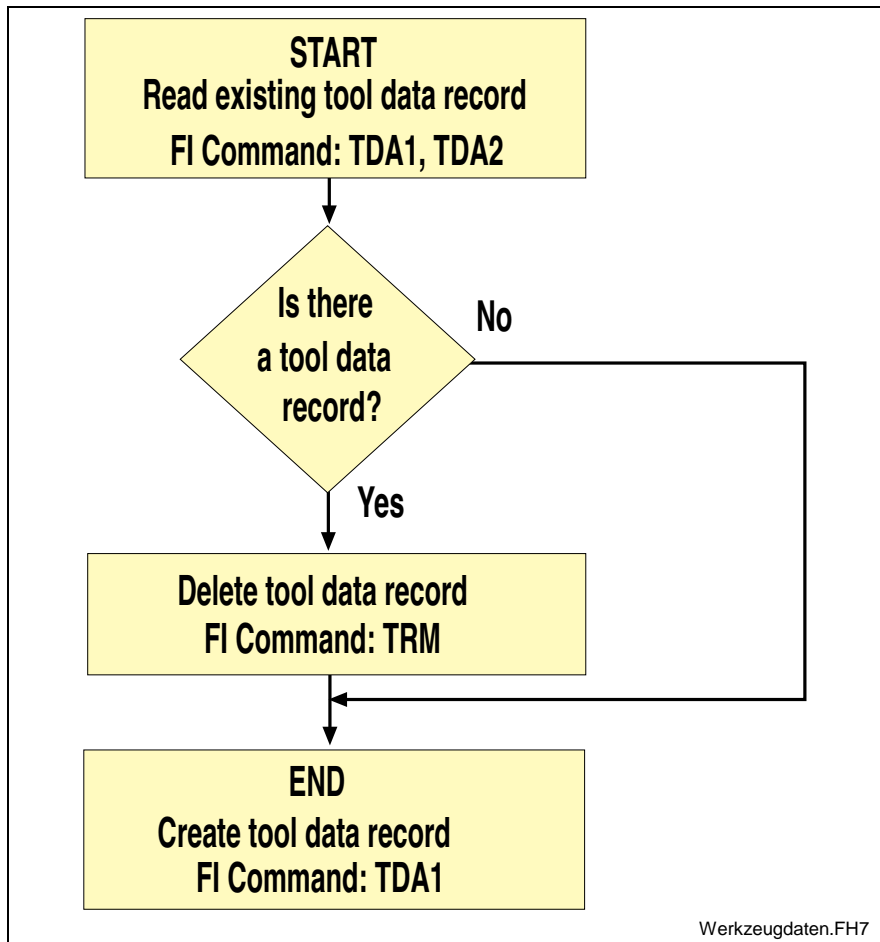 START
Read existing tool data record
FI Command: TDA1, TDA2
Is there
a tool data
record?
No
Yes
Delete tool data record
FI Command: TRM
END
Create tool data record
FI Command: TDA1
Werkzeugdaten.FH7